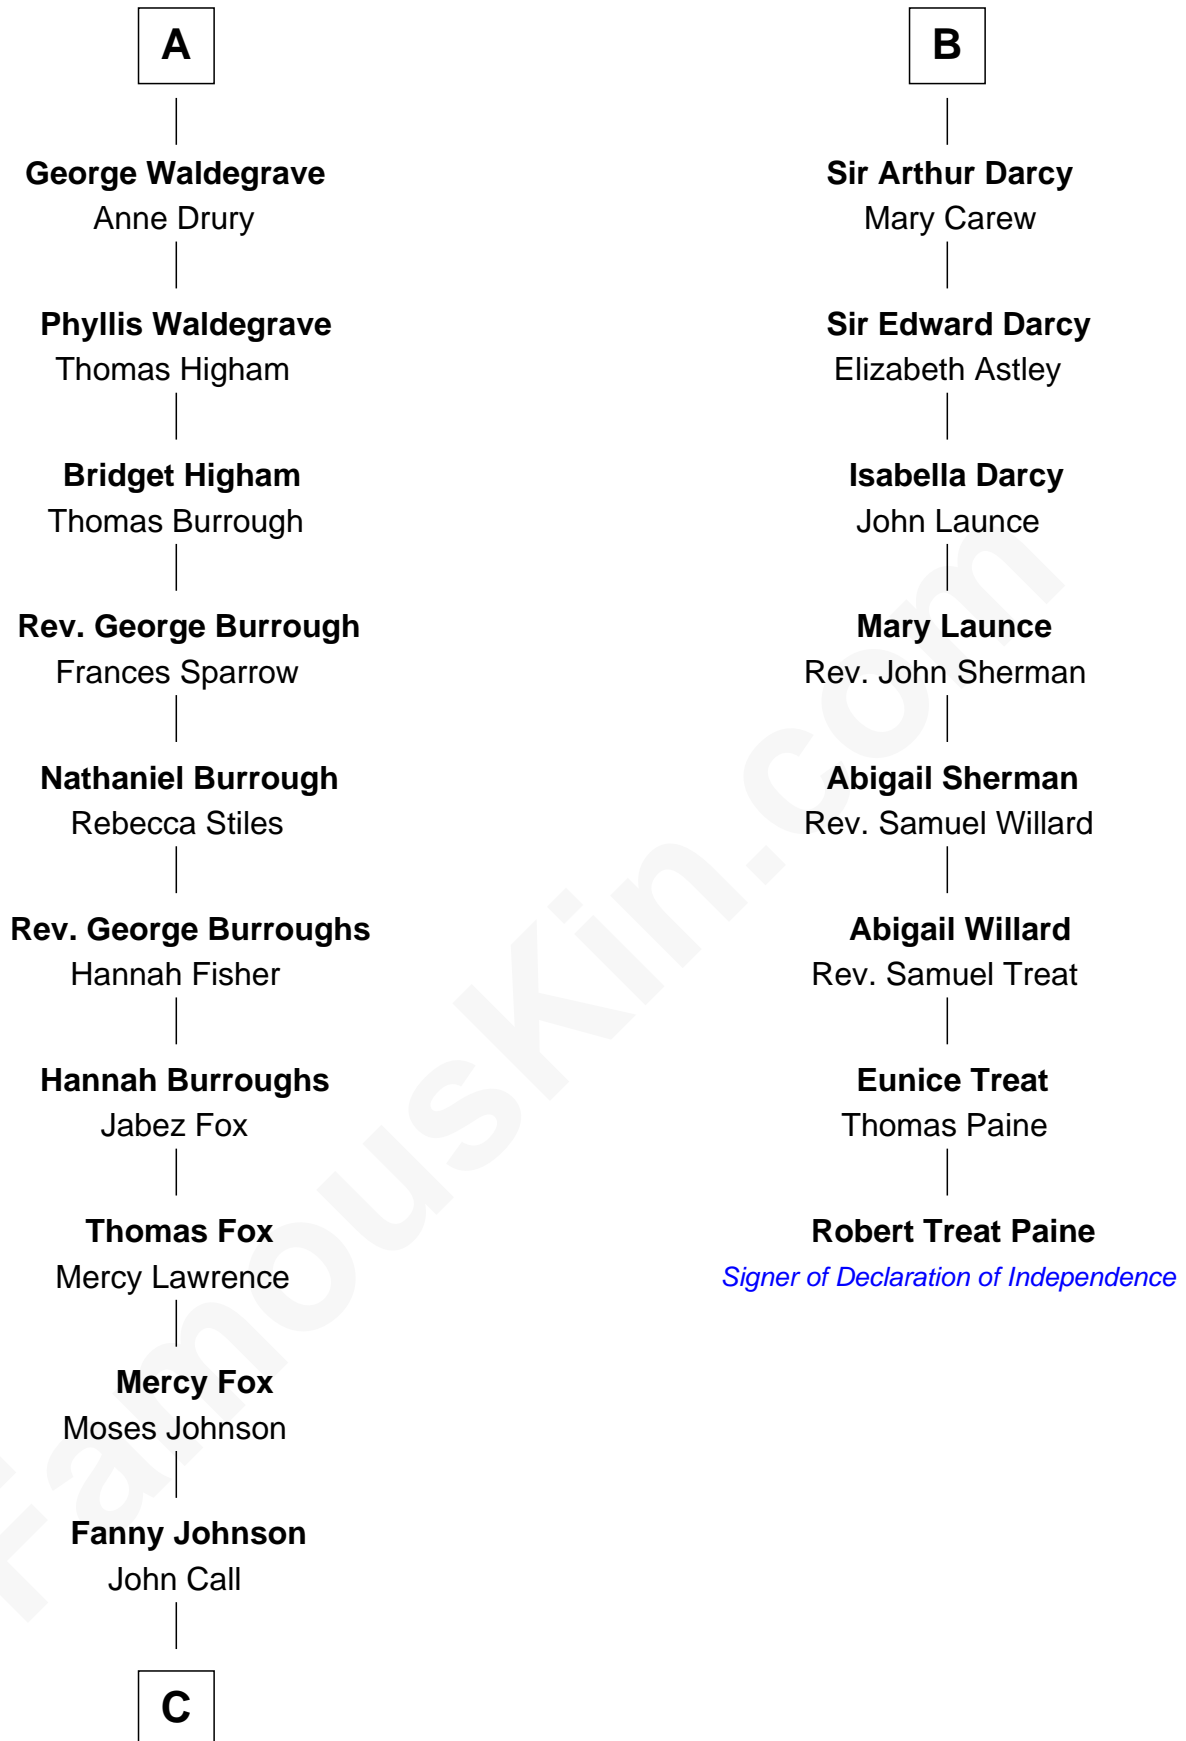 A
George Waldegrave
Anne Drury
Phyllis Waldegrave
Thomas Higham
Bridget Higham
Thomas Burrough
Rev. George Burrough
Frances Sparrow
Nathaniel Burrough
Rebecca Stiles
Rev. George Burroughs
Hannah Fisher
Hannah Burroughs
Jabez Fox
Thomas Fox
Mercy Lawrence
Mercy Fox
Moses Johnson
Fanny Johnson
John Call
C
B
Sir Arthur Darcy
Mary Carew
Sir Edward Darcy
Elizabeth Astley
Isabella Darcy
John Launce
Mary Launce
Rev. John Sherman
Abigail Sherman
Rev. Samuel Willard
Abigail Willard
Rev. Samuel Treat
Eunice Treat
Thomas Paine
Robert Treat Paine
Signer of Declaration of Independence
FamousKin.com